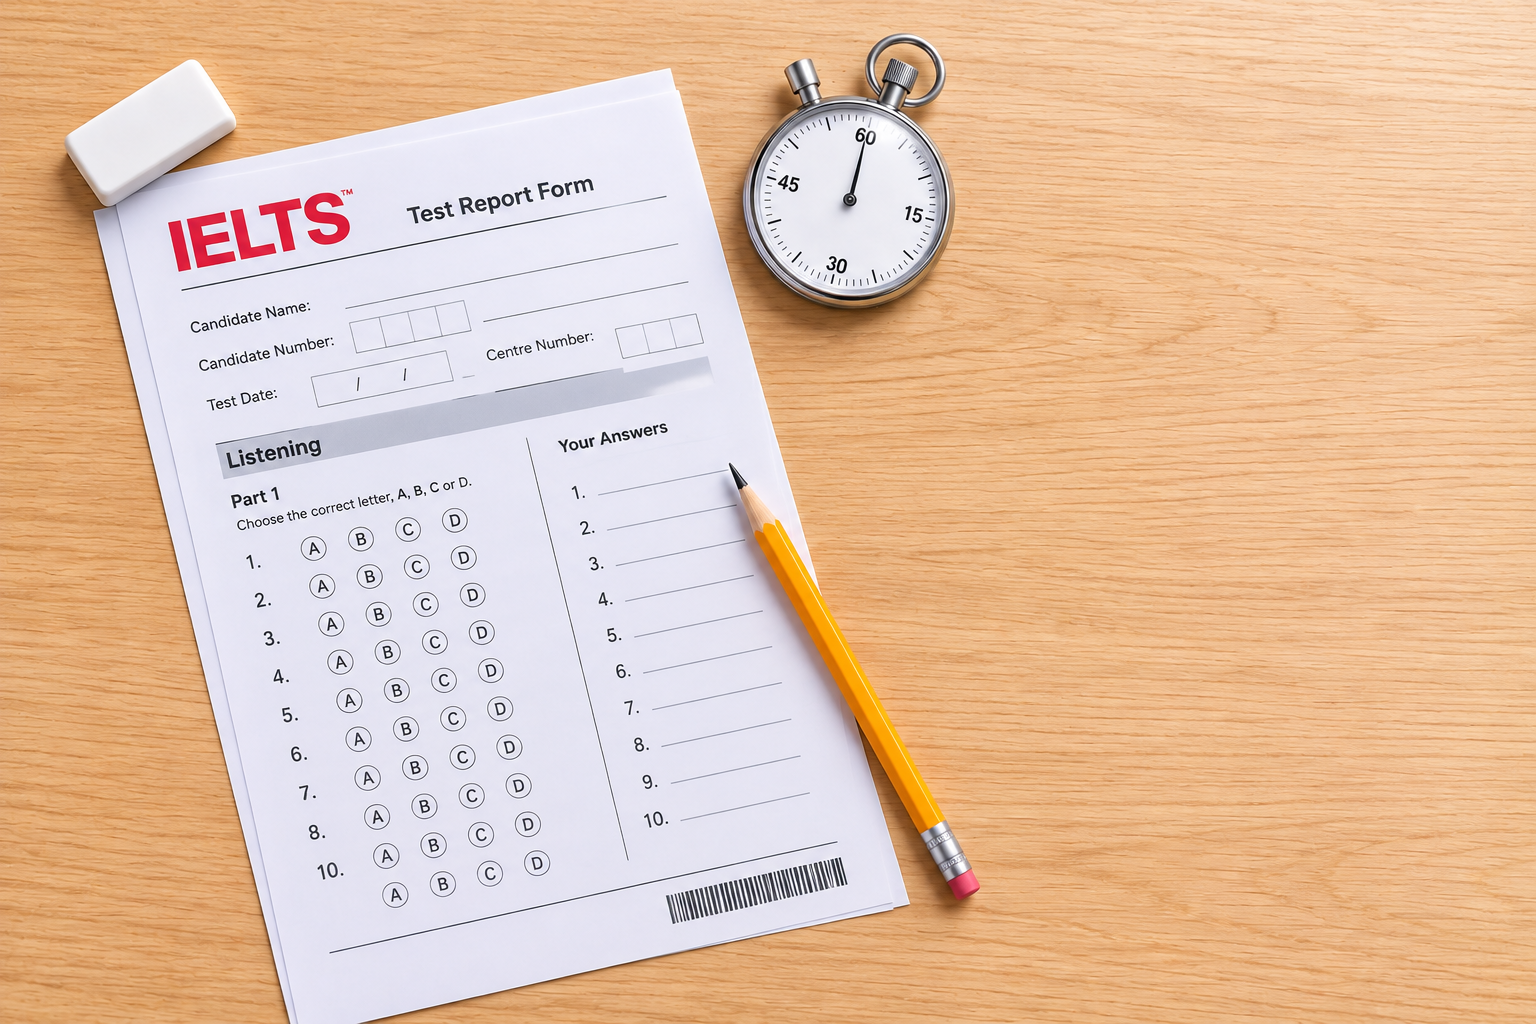 IELTS™
Test Report Form
Candidate Name:
Candidate Number:
Centre Number:
Test Date: / /
Listening
Part 1
Choose the correct letter, A, B, C or D.
1. A B C D
2. A B C D
3. A B C D
4. A B C D
5. A B C D
6. A B C D
7. A B C D
8. A B C D
10. A B C D
A B C D
Your Answers
1.
2.
3.
4.
5.
6.
7.
8.
9.
10.
60
15
30
45